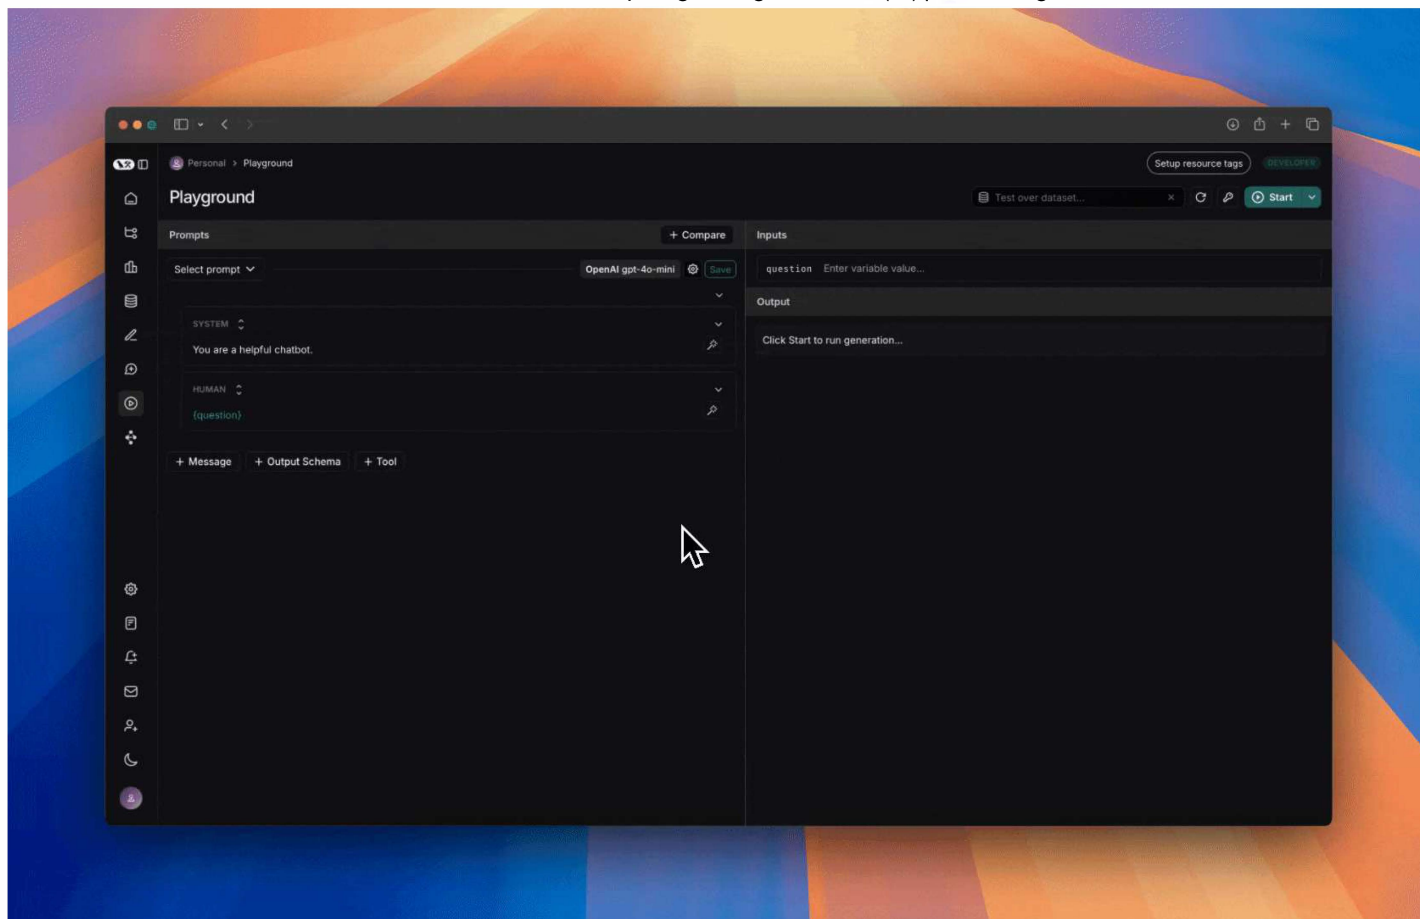 Personal > Playground
Setup resource tags
DEVELOPER
Playground
Test over dataset...
Start
Prompts
+ Compare
Inputs
Select prompt
OpenAI gpt-4o-mini
Save
question Enter variable value...
Output
SYSTEM
You are a helpful chatbot.
Click Start to run generation...
HUMAN
{question}
+ Message
+ Output Schema
+ Tool